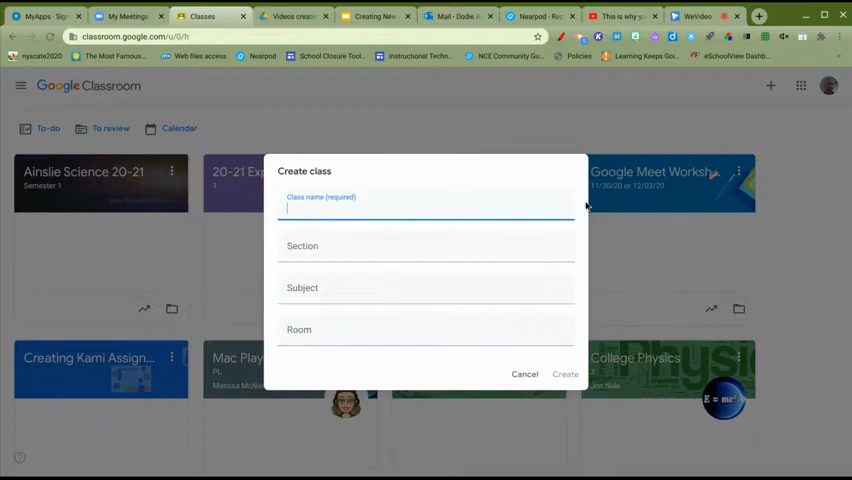 MyApps - Sign
My Meetings
Classes
Videos create
Creating New
Mail - Dodie A
Nearpod - Rep
This is why y
WeVideo
classroom.google.com/u/0/h
nyscate2020
The Most Famous...
Web files access
Nearpod
School Closure Tool...
Instructional Techn...
NCE Community Gu...
Policies
Learning Keeps Goi...
eSchoolView Dashb...
Google Classroom
To-do
To review
Calendar
Ainslie Science 20-21
Semester 1
20-21 Exp
1
Google Meet Worksh...
11/30/20 or 12/03/20
Create class
Class name (required)
Section
Subject
Room
Cancel
Create
Creating Kami Assign...
Mac Play
PL
Marissa McNa
College Physics
2
Jon Nale
E = mc²